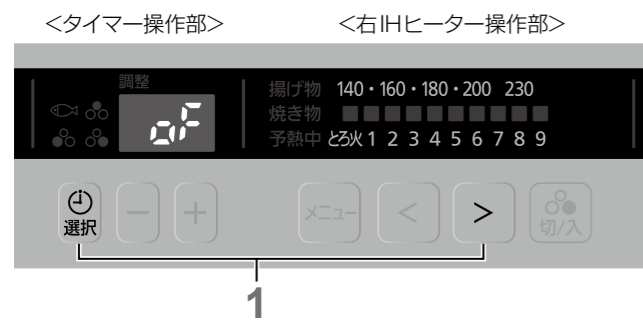 <タイマー操作部> <右IHヒーター操作部>
調整
oF
揚げ物 140・160・180・200 230
焼き物
予熱中 とろ火 1 2 3 4 5 6 7 8 9
選択 − + メニュー < > 切/入
1